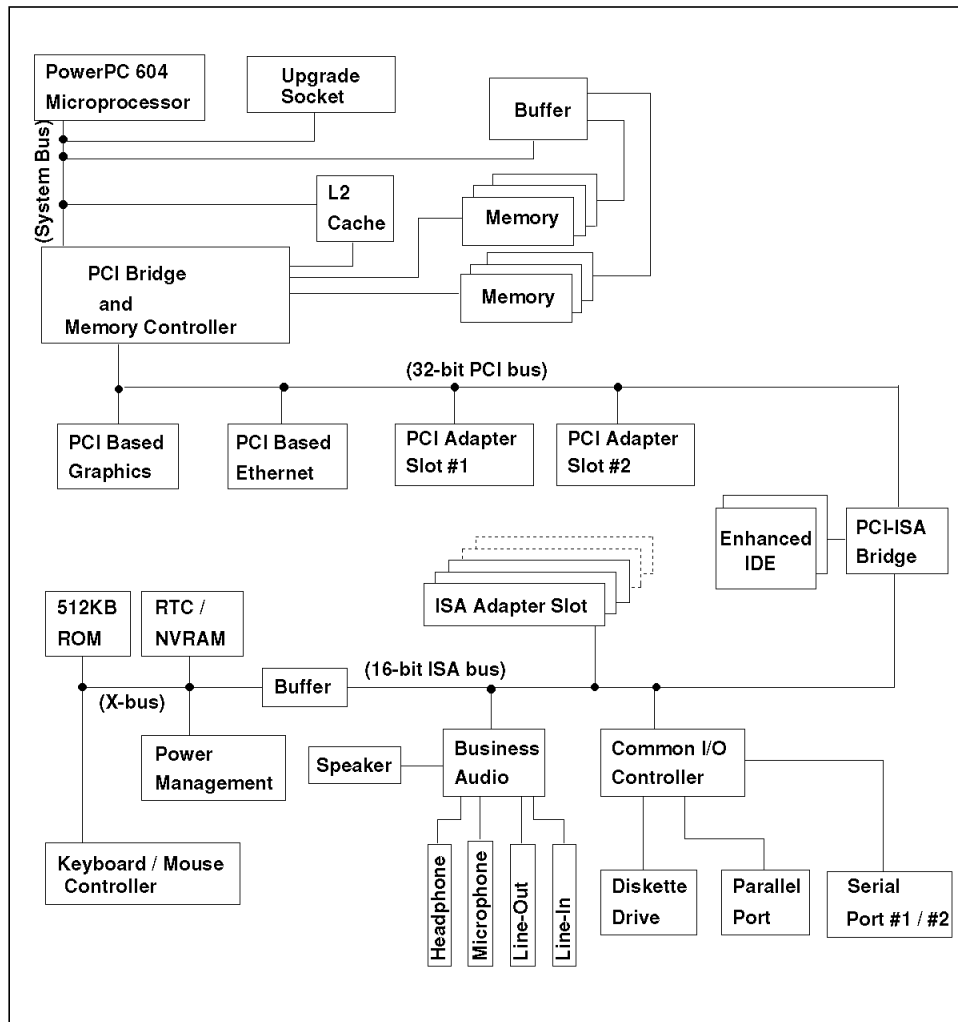 PowerPC 604
Microprocessor
Upgrade
Socket
Buffer
(System Bus)
L2
Cache
Memory
PCI Bridge
and
Memory Controller
Memory
(32-bit PCI bus)
PCI Based
Graphics
PCI Based
Ethernet
PCI Adapter
Slot #1
PCI Adapter
Slot #2
Enhanced
IDE
PCI-ISA
Bridge
ISA Adapter Slot
512KB
ROM
RTC /
NVRAM
(X-bus)
Buffer
(16-bit ISA bus)
Power
Management
Speaker
Business
Audio
Common I/O
Controller
Keyboard / Mouse
Controller
Headphone
Microphone
Line-Out
Line-In
Diskette
Drive
Parallel
Port
Serial
Port #1 / #2